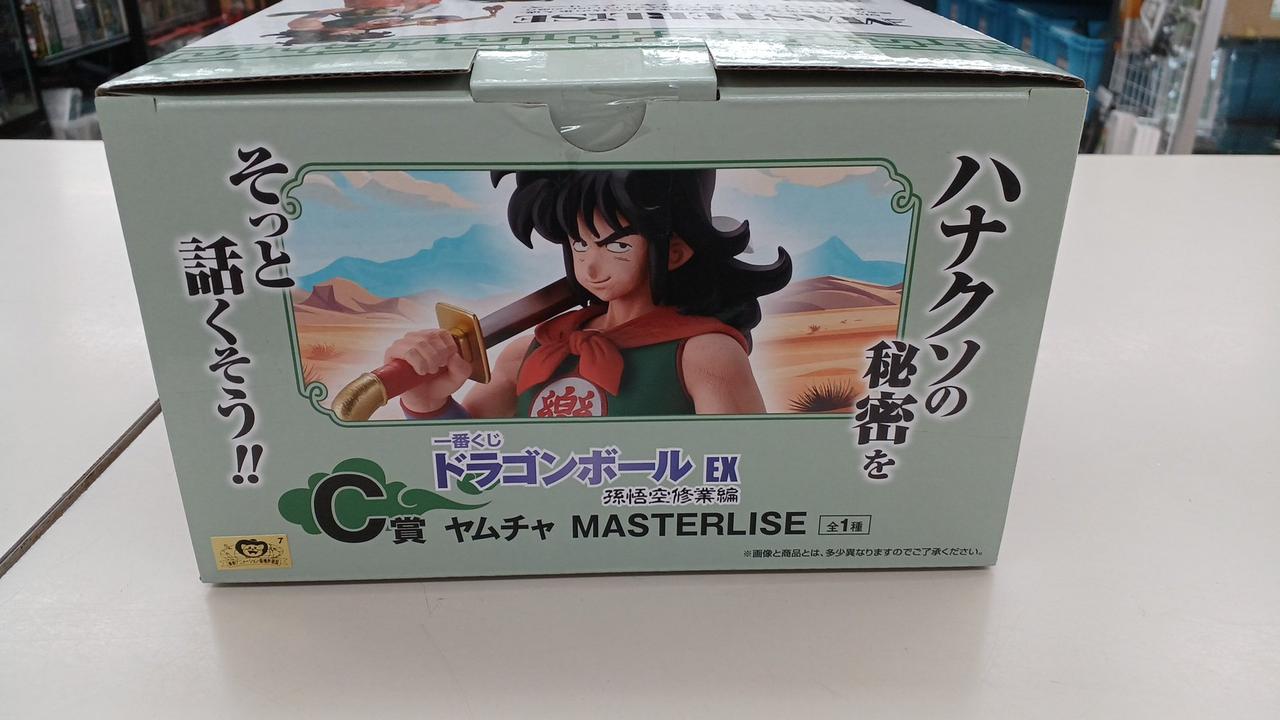 MASTERLISE
ハナクソの
秘密を
そっと
話くそう!!
樂
一番くじ
ドラゴンボール EX
孫悟空修業編
C賞 ヤムチャ MASTERLISE 全1種
※画像と商品とは、多少異なりますのでご了承ください。
7